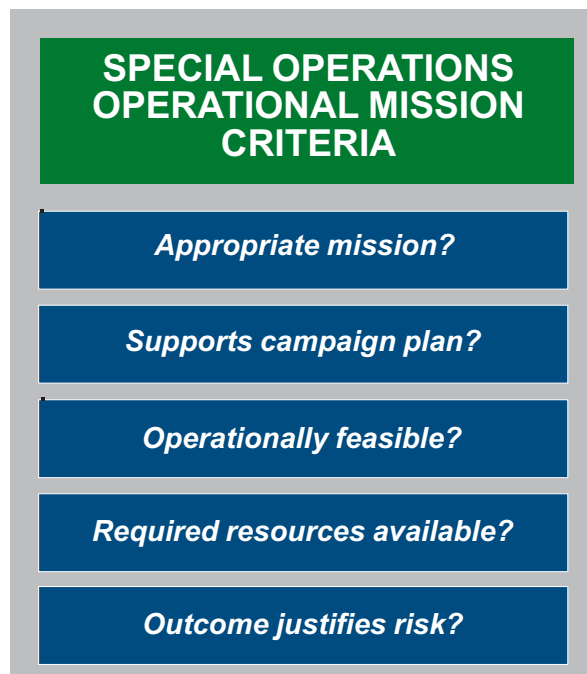 SPECIAL OPERATIONS
OPERATIONAL MISSION
CRITERIA
Appropriate mission?
Supports campaign plan?
Operationally feasible?
Required resources available?
Outcome justifies risk?